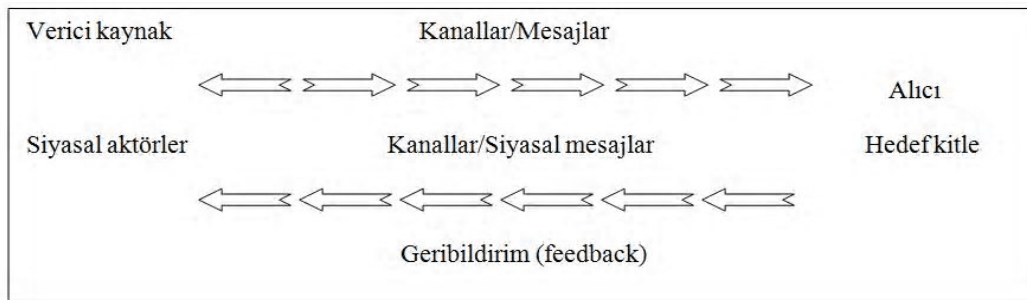 Verici kaynak Kanallar/Mesajlar
Alıcı
Siyasal aktörler Kanallar/Siyasal mesajlar Hedef kitle
Geribildirim (feedback)